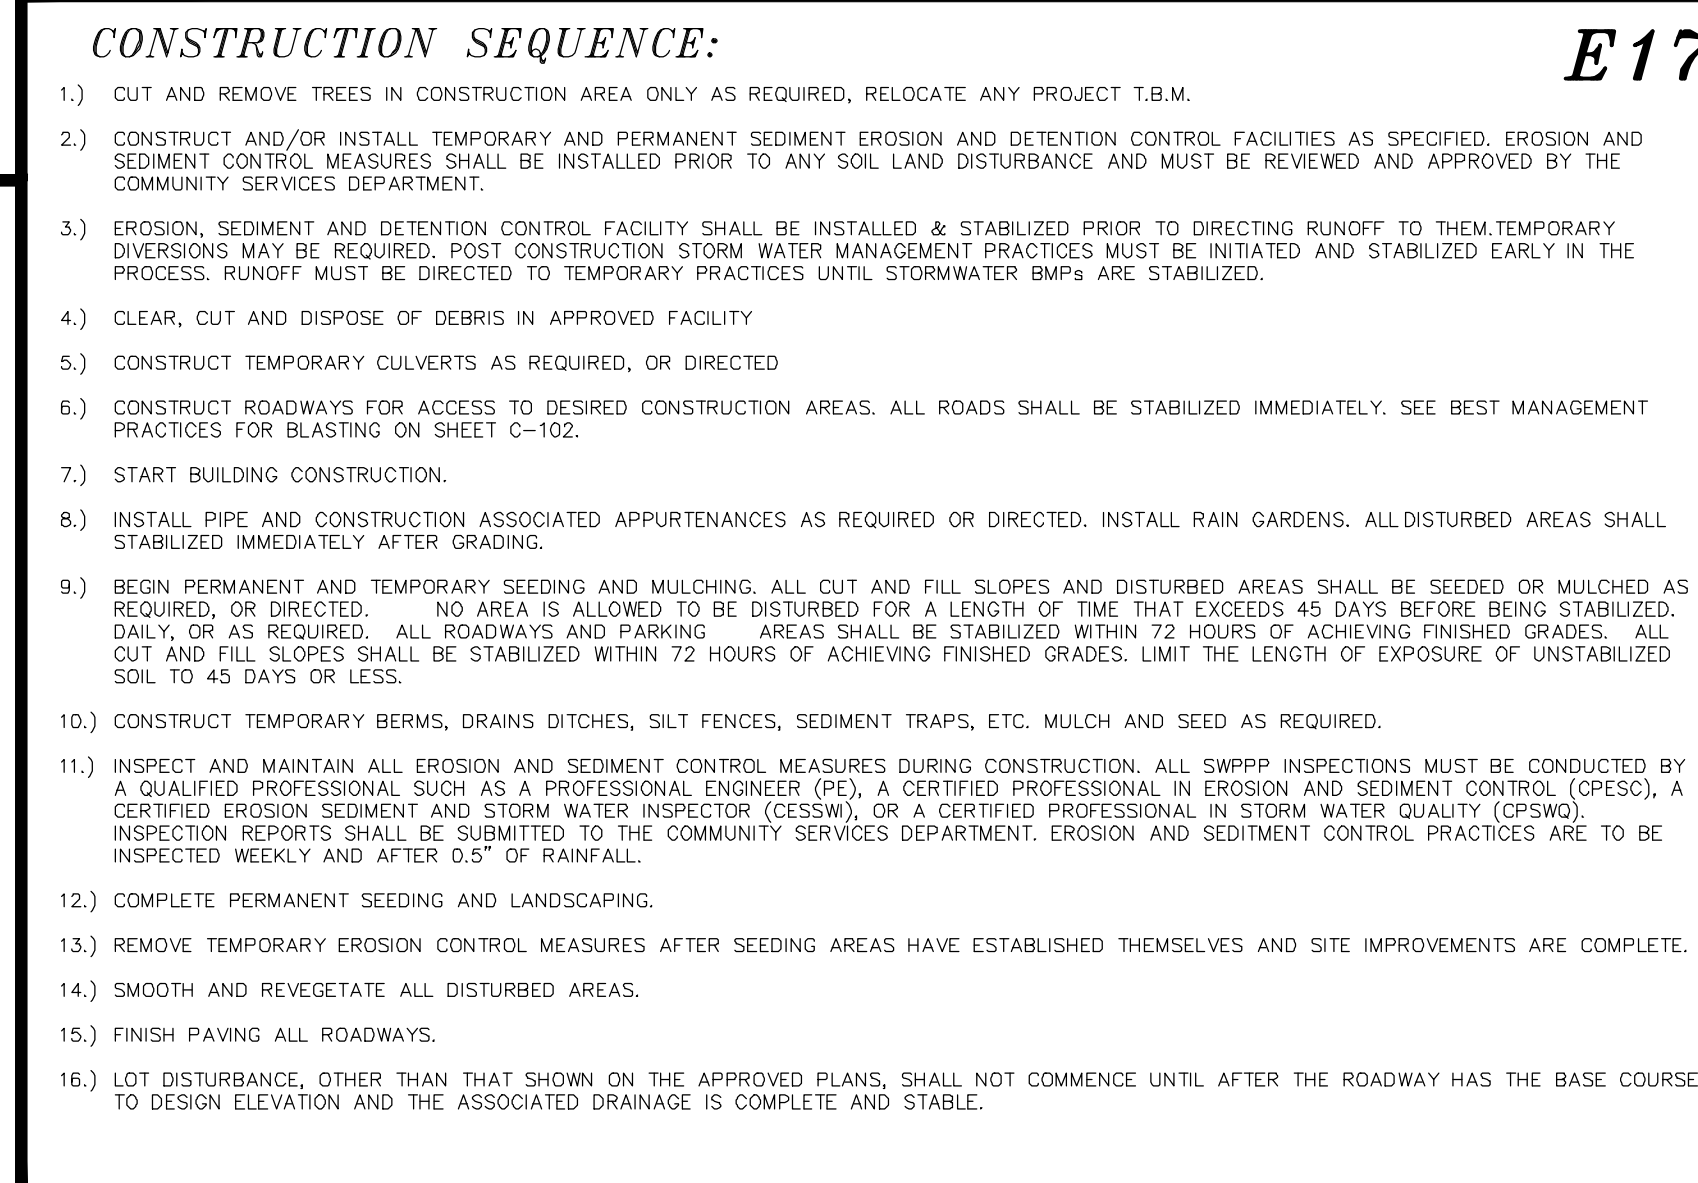 CONSTRUCTION SEQUENCE:
E17
1.) CUT AND REMOVE TREES IN CONSTRUCTION AREA ONLY AS REQUIRED, RELOCATE ANY PROJECT T.B.M.
2.) CONSTRUCT AND/OR INSTALL TEMPORARY AND PERMANENT SEDIMENT EROSION AND DETENTION CONTROL FACILITIES AS SPECIFIED. EROSION AND
SEDIMENT CONTROL MEASURES SHALL BE INSTALLED PRIOR TO ANY SOIL LAND DISTURBANCE AND MUST BE REVIEWED AND APPROVED BY THE
COMMUNITY SERVICES DEPARTMENT.
3.) EROSION, SEDIMENT AND DETENTION CONTROL FACILITY SHALL BE INSTALLED & STABILIZED PRIOR TO DIRECTING RUNOFF TO THEM.TEMPORARY
DIVERSIONS MAY BE REQUIRED. POST CONSTRUCTION STORM WATER MANAGEMENT PRACTICES MUST BE INITIATED AND STABILIZED EARLY IN THE
PROCESS. RUNOFF MUST BE DIRECTED TO TEMPORARY PRACTICES UNTIL STORMWATER BMPs ARE STABILIZED.
4.) CLEAR, CUT AND DISPOSE OF DEBRIS IN APPROVED FACILITY
5.) CONSTRUCT TEMPORARY CULVERTS AS REQUIRED, OR DIRECTED
6.) CONSTRUCT ROADWAYS FOR ACCESS TO DESIRED CONSTRUCTION AREAS. ALL ROADS SHALL BE STABILIZED IMMEDIATELY. SEE BEST MANAGEMENT
PRACTICES FOR BLASTING ON SHEET C-102.
7.) START BUILDING CONSTRUCTION.
8.) INSTALL PIPE AND CONSTRUCTION ASSOCIATED APPURTENANCES AS REQUIRED OR DIRECTED. INSTALL RAIN GARDENS. ALL DISTURBED AREAS SHALL
STABILIZED IMMEDIATELY AFTER GRADING.
9.) BEGIN PERMANENT AND TEMPORARY SEEDING AND MULCHING. ALL CUT AND FILL SLOPES AND DISTURBED AREAS SHALL BE SEEDED OR MULCHED AS
REQUIRED, OR DIRECTED. NO AREA IS ALLOWED TO BE DISTURBED FOR A LENGTH OF TIME THAT EXCEEDS 45 DAYS BEFORE BEING STABILIZED.
DAILY, OR AS REQUIRED. ALL ROADWAYS AND PARKING AREAS SHALL BE STABILIZED WITHIN 72 HOURS OF ACHIEVING FINISHED GRADES. ALL
CUT AND FILL SLOPES SHALL BE STABILIZED WITHIN 72 HOURS OF ACHIEVING FINISHED GRADES. LIMIT THE LENGTH OF EXPOSURE OF UNSTABILIZED
SOIL TO 45 DAYS OR LESS.
10.) CONSTRUCT TEMPORARY BERMS, DRAINS DITCHES, SILT FENCES, SEDIMENT TRAPS, ETC. MULCH AND SEED AS REQUIRED.
11.) INSPECT AND MAINTAIN ALL EROSION AND SEDIMENT CONTROL MEASURES DURING CONSTRUCTION. ALL SWPPP INSPECTIONS MUST BE CONDUCTED BY
A QUALIFIED PROFESSIONAL SUCH AS A PROFESSIONAL ENGINEER (PE), A CERTIFIED PROFESSIONAL IN EROSION AND SEDIMENT CONTROL (CPESC), A
CERTIFIED EROSION SEDIMENT AND STORM WATER INSPECTOR (CESSWI), OR A CERTIFIED PROFESSIONAL IN STORM WATER QUALITY (CPSWQ).
INSPECTION REPORTS SHALL BE SUBMITTED TO THE COMMUNITY SERVICES DEPARTMENT. EROSION AND SEDITMENT CONTROL PRACTICES ARE TO BE
INSPECTED WEEKLY AND AFTER 0.5" OF RAINFALL.
12.) COMPLETE PERMANENT SEEDING AND LANDSCAPING.
13.) REMOVE TEMPORARY EROSION CONTROL MEASURES AFTER SEEDING AREAS HAVE ESTABLISHED THEMSELVES AND SITE IMPROVEMENTS ARE COMPLETE.
14.) SMOOTH AND REVEGETATE ALL DISTURBED AREAS.
15.) FINISH PAVING ALL ROADWAYS.
16.) LOT DISTURBANCE, OTHER THAN THAT SHOWN ON THE APPROVED PLANS, SHALL NOT COMMENCE UNTIL AFTER THE ROADWAY HAS THE BASE COURSE
TO DESIGN ELEVATION AND THE ASSOCIATED DRAINAGE IS COMPLETE AND STABLE.